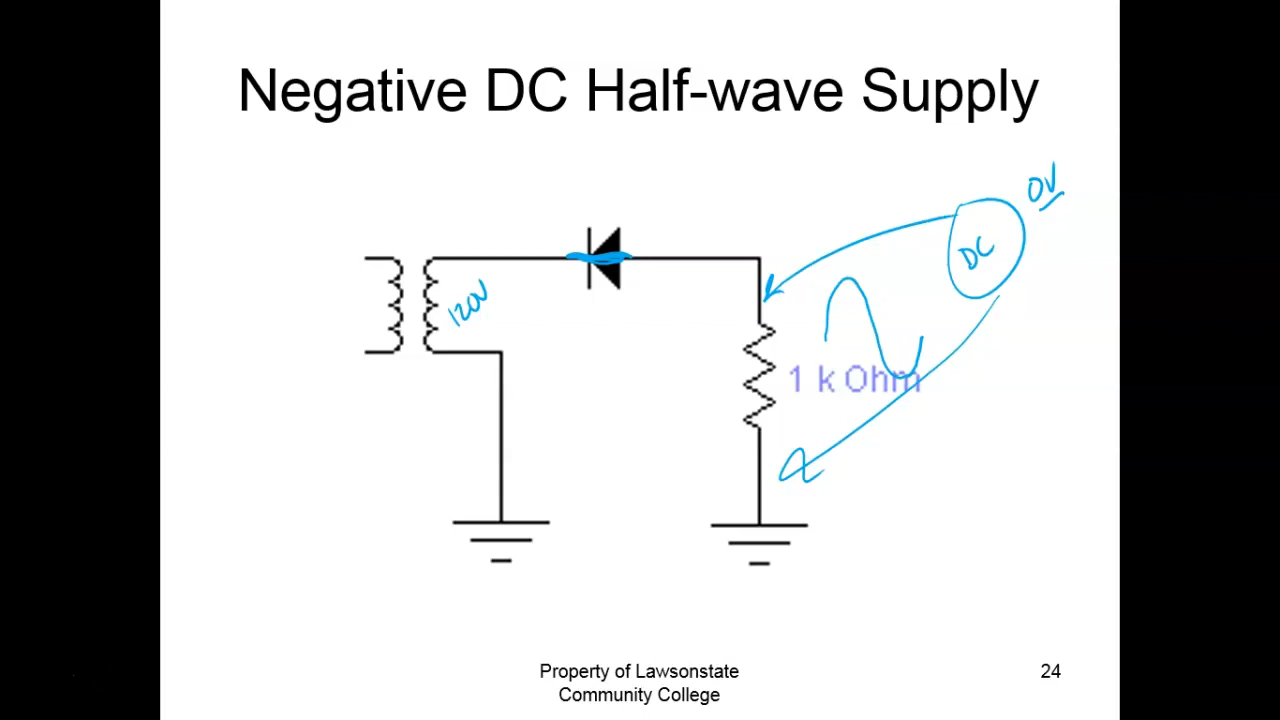 Negative DC Half-wave Supply
0V
DC
120V
1 k Ohm
Property of Lawsonstate
Community College
24